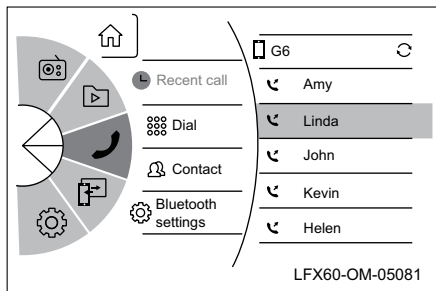 G6
Recent call
Amy
Dial
Linda
Contact
John
Bluetooth
settings
Kevin
Helen
LFX60-OM-05081